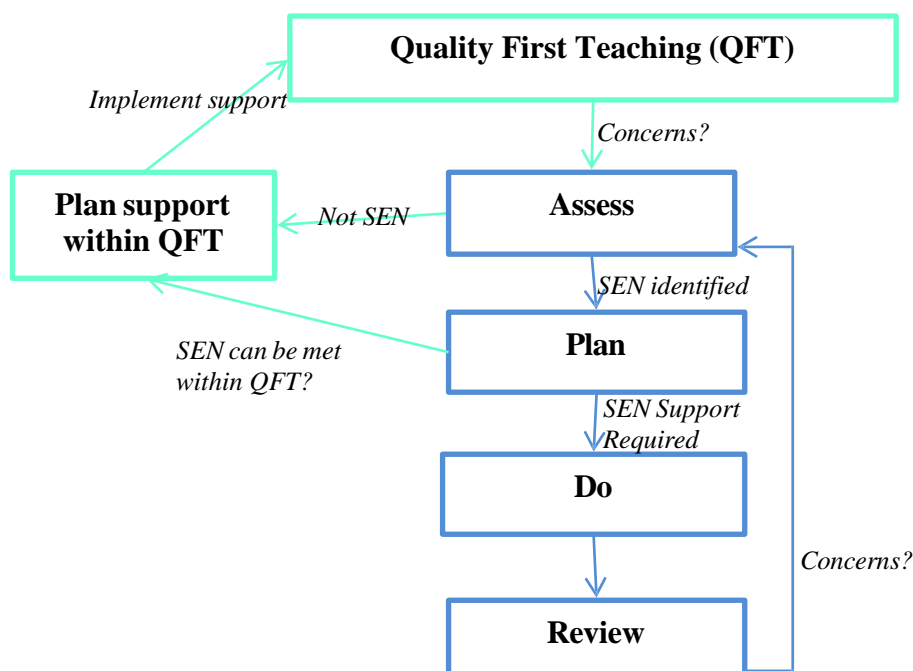 Quality First Teaching (QFT)
Implement support
Concerns?
Plan support
within QFT
Not SEN
Assess
SEN identified
Plan
SEN can be met
within QFT?
SEN Support
Required
Do
Concerns?
Review